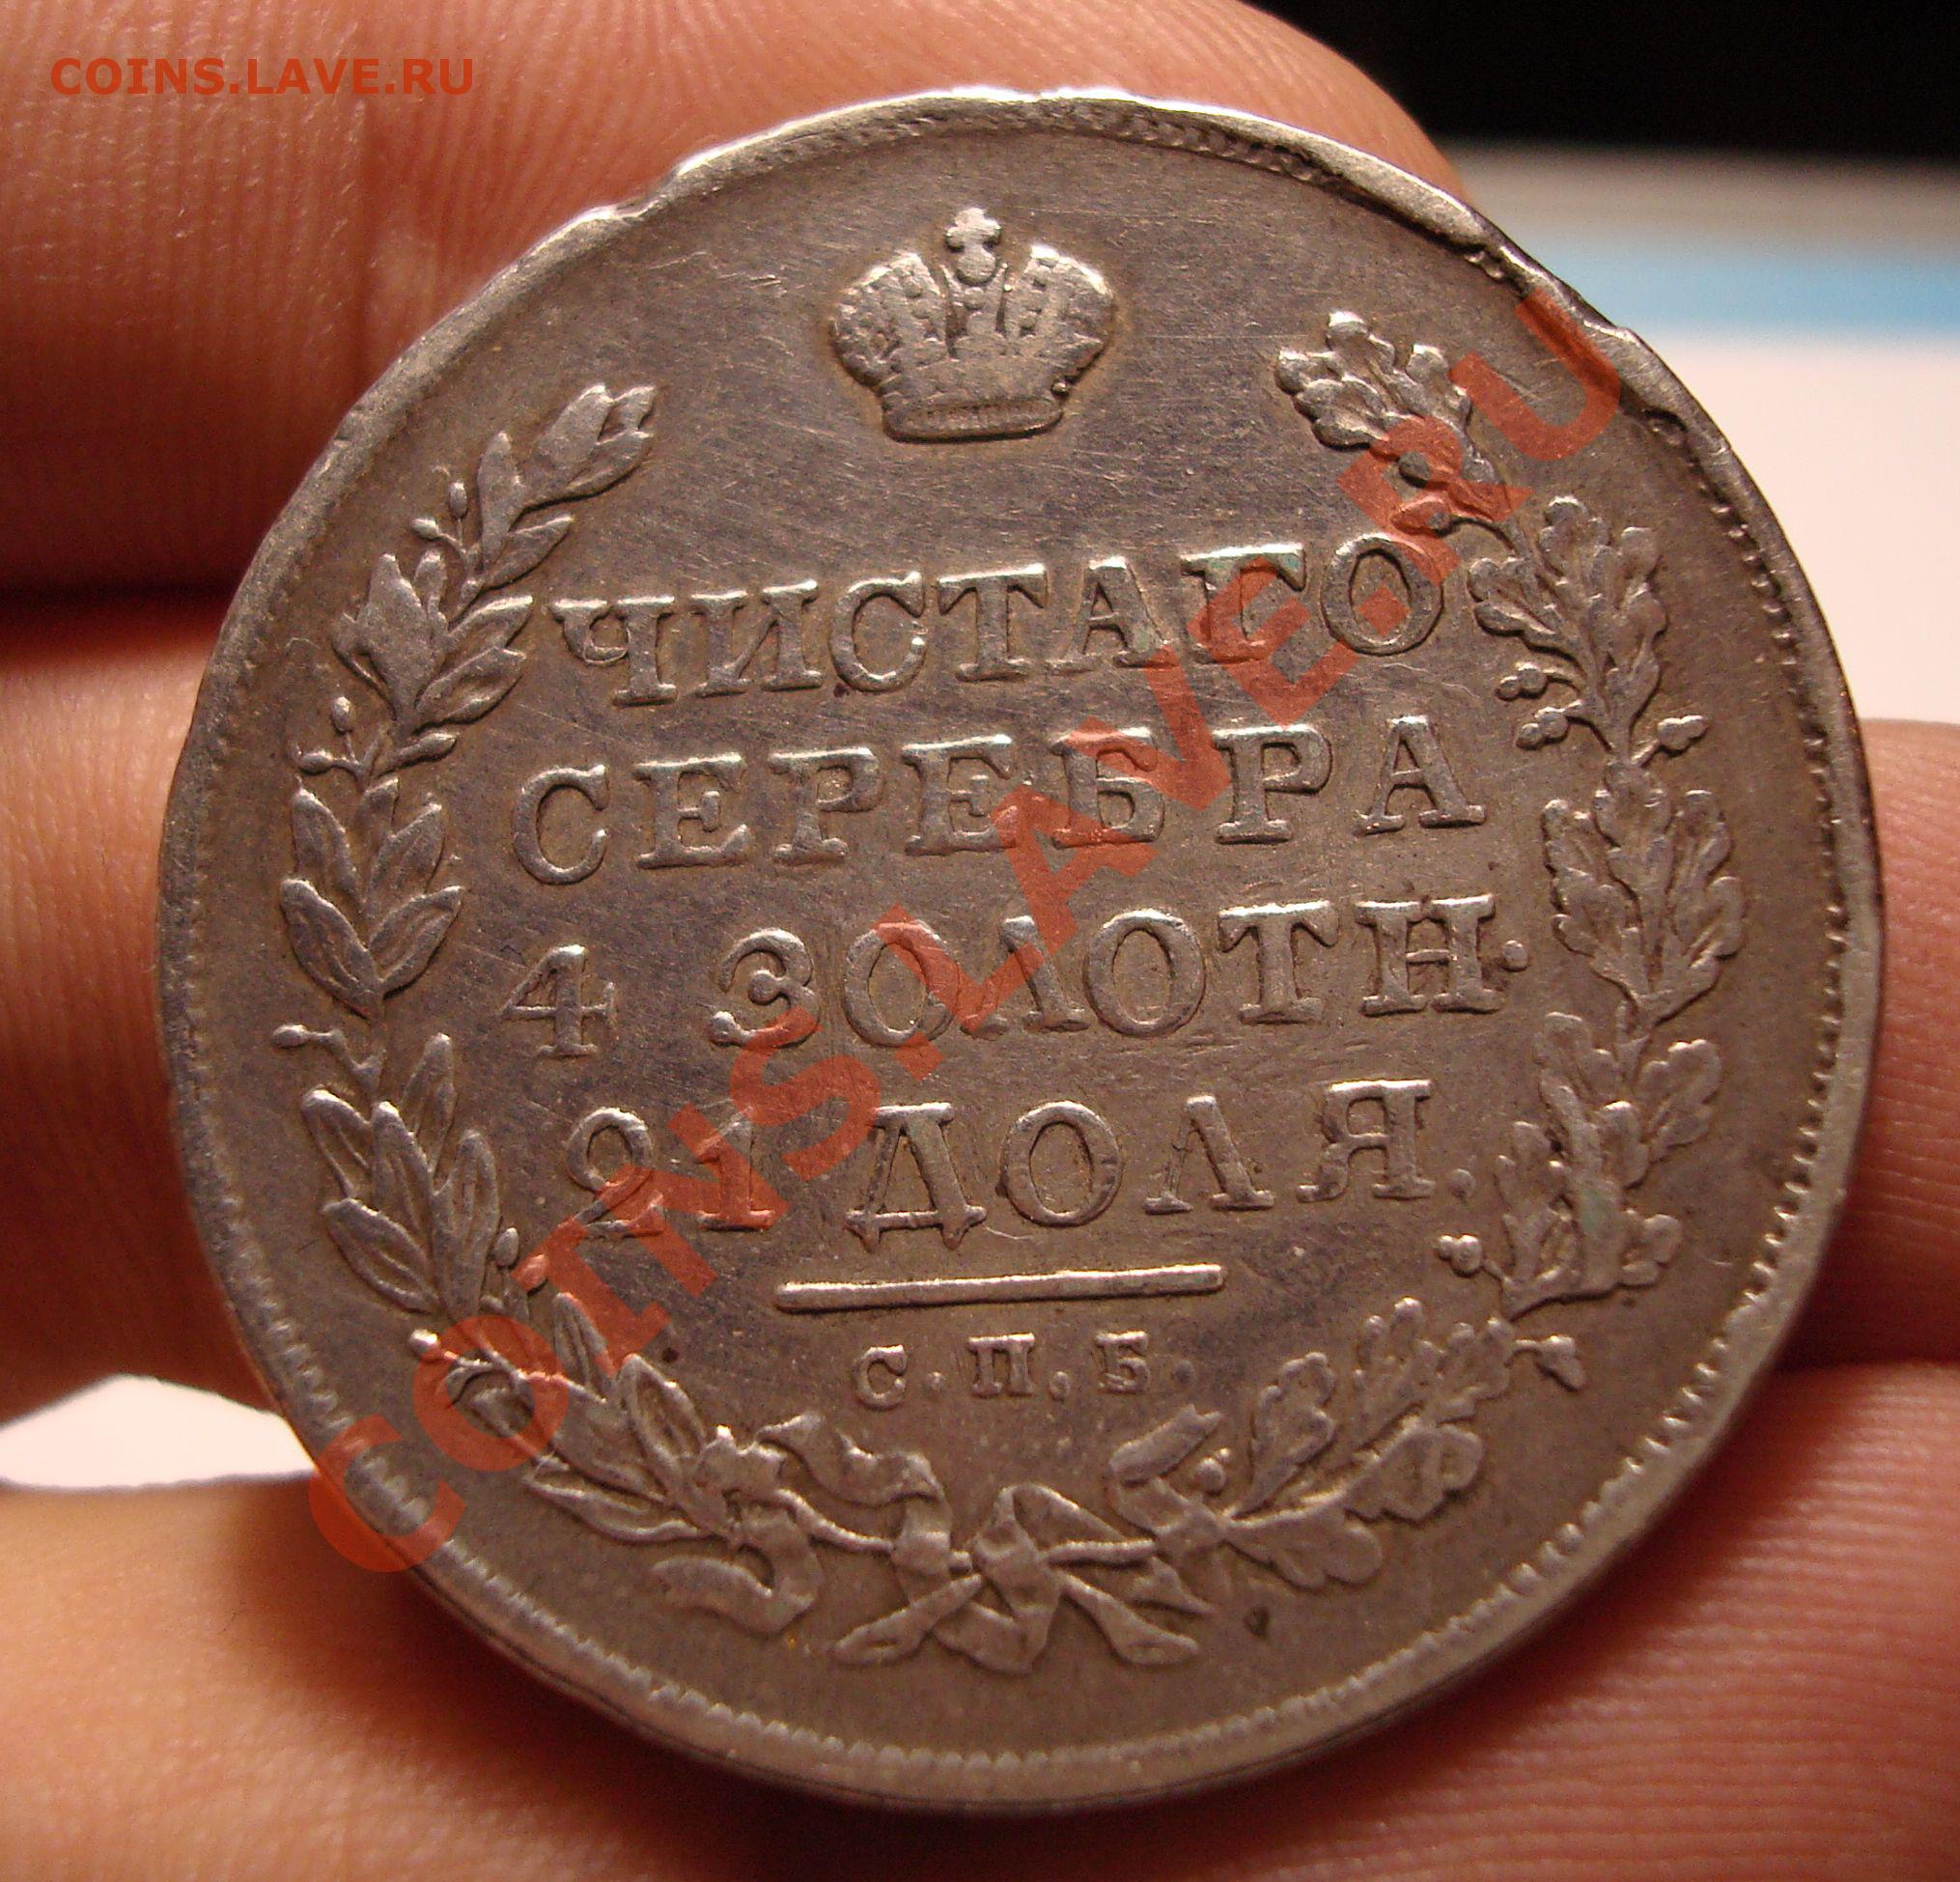 COINS.LAVE.RU
ЧИСТАГО
СЕРЕБРА
4 ЗОЛОТН.
21 ДОЛЯ.
С.П.Б.
COINS.LAVE.RU